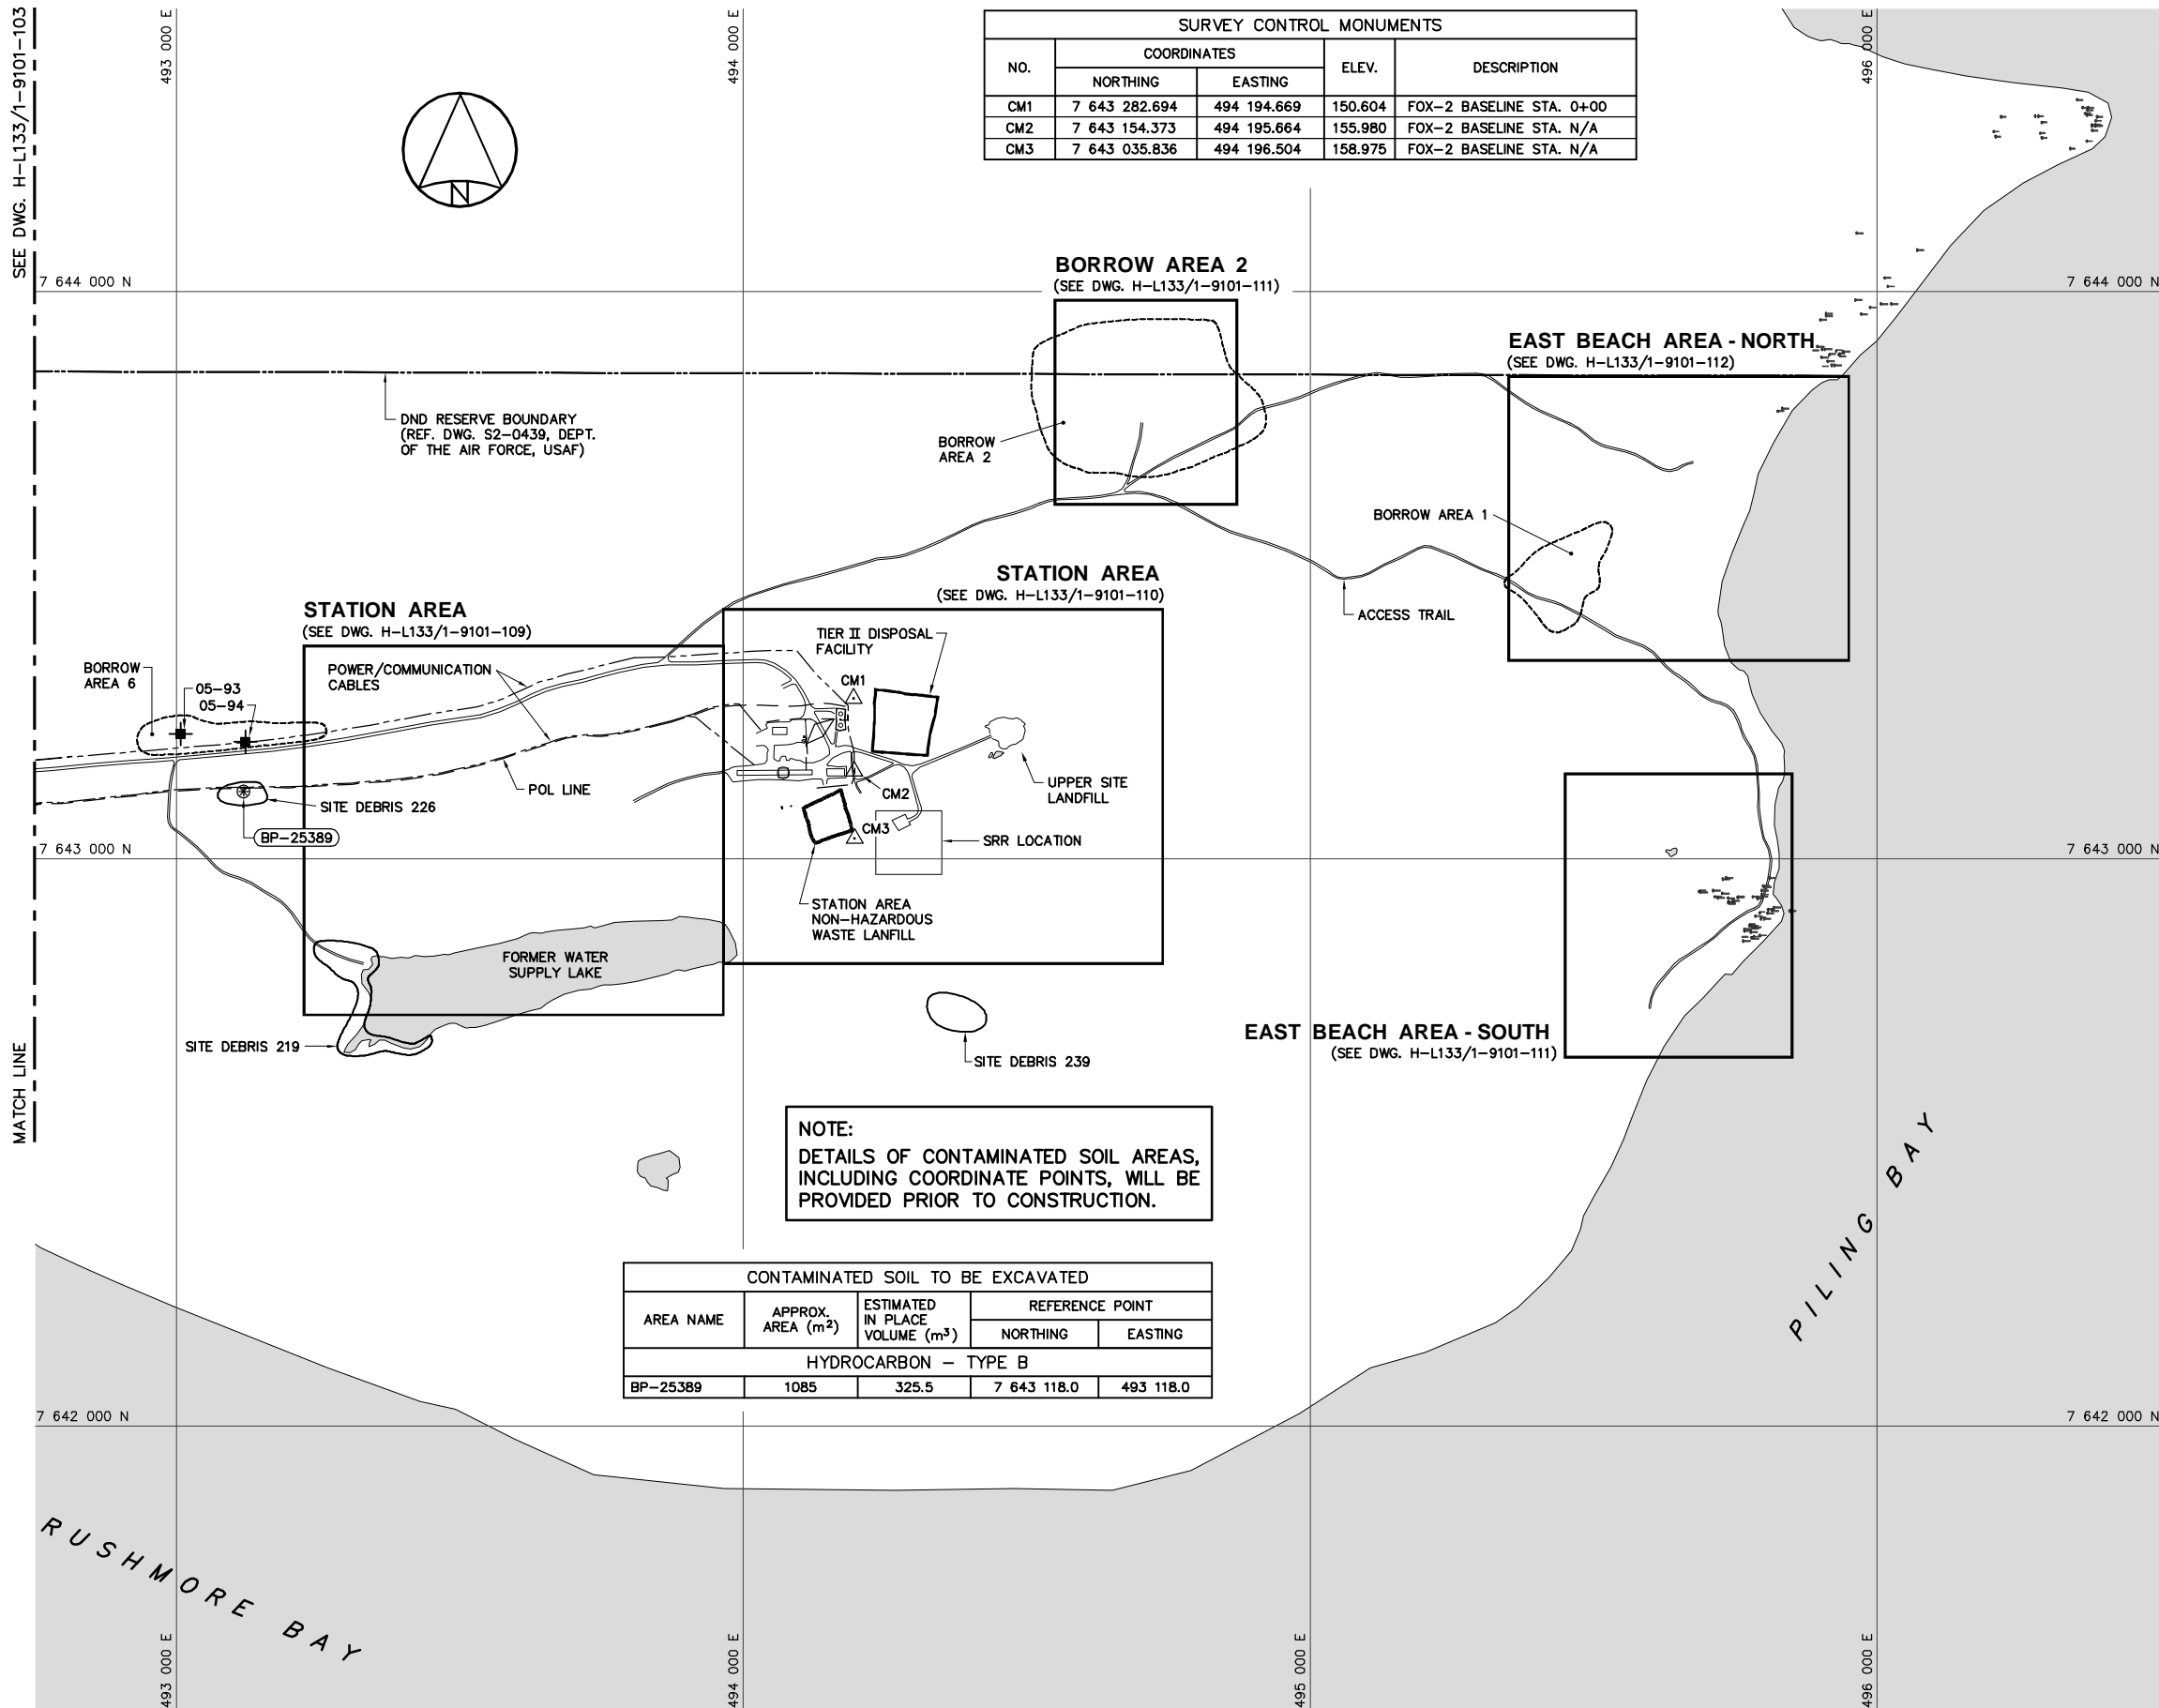 SEE DWG. H-L133/1-9101-103
MATCH LINE
493 000 E
494 000 E
496 000 E
SURVEY CONTROL MONUMENTS
NO.
COORDINATES
ELEV.
DESCRIPTION
NORTHING
EASTING
CM1 7 643 282.694 494 194.669 150.604 FOX-2 BASELINE STA. 0+00
CM2 7 643 154.373 494 195.664 155.980 FOX-2 BASELINE STA. N/A
CM3 7 643 035.836 494 196.504 158.975 FOX-2 BASELINE STA. N/A
N
7 644 000 N
7 644 000 N
BORROW AREA 2
(SEE DWG. H-L133/1-9101-111)
EAST BEACH AREA - NORTH
(SEE DWG. H-L133/1-9101-112)
DND RESERVE BOUNDARY
(REF. DWG. S2-0439, DEPT.
OF THE AIR FORCE, USAF)
BORROW
AREA 2
BORROW AREA 1
ACCESS TRAIL
STATION AREA
(SEE DWG. H-L133/1-9101-110)
STATION AREA
(SEE DWG. H-L133/1-9101-109)
TIER II DISPOSAL
FACILITY
POWER/COMMUNICATION
CABLES
BORROW
AREA 6
05-93
05-94
CM1
UPPER SITE
LANDFILL
POL LINE
CM2
SITE DEBRIS 226
BP-25389
CM3
SRR LOCATION
7 643 000 N
7 643 000 N
STATION AREA
NON-HAZARDOUS
WASTE LANFILL
FORMER WATER
SUPPLY LAKE
SITE DEBRIS 219
SITE DEBRIS 239
EAST BEACH AREA - SOUTH
(SEE DWG. H-L133/1-9101-111)
NOTE:
DETAILS OF CONTAMINATED SOIL AREAS,
INCLUDING COORDINATE POINTS, WILL BE
PROVIDED PRIOR TO CONSTRUCTION.
PILING BAY
CONTAMINATED SOIL TO BE EXCAVATED
AREA NAME
APPROX.
AREA (m²)
ESTIMATED
IN PLACE
VOLUME (m³)
REFERENCE POINT
NORTHING
EASTING
HYDROCARBON - TYPE B
BP-25389 1085 325.5 7 643 118.0 493 118.0
7 642 000 N
7 642 000 N
RUSHMORE BAY
493 000 E
494 000 E
495 000 E
496 000 E